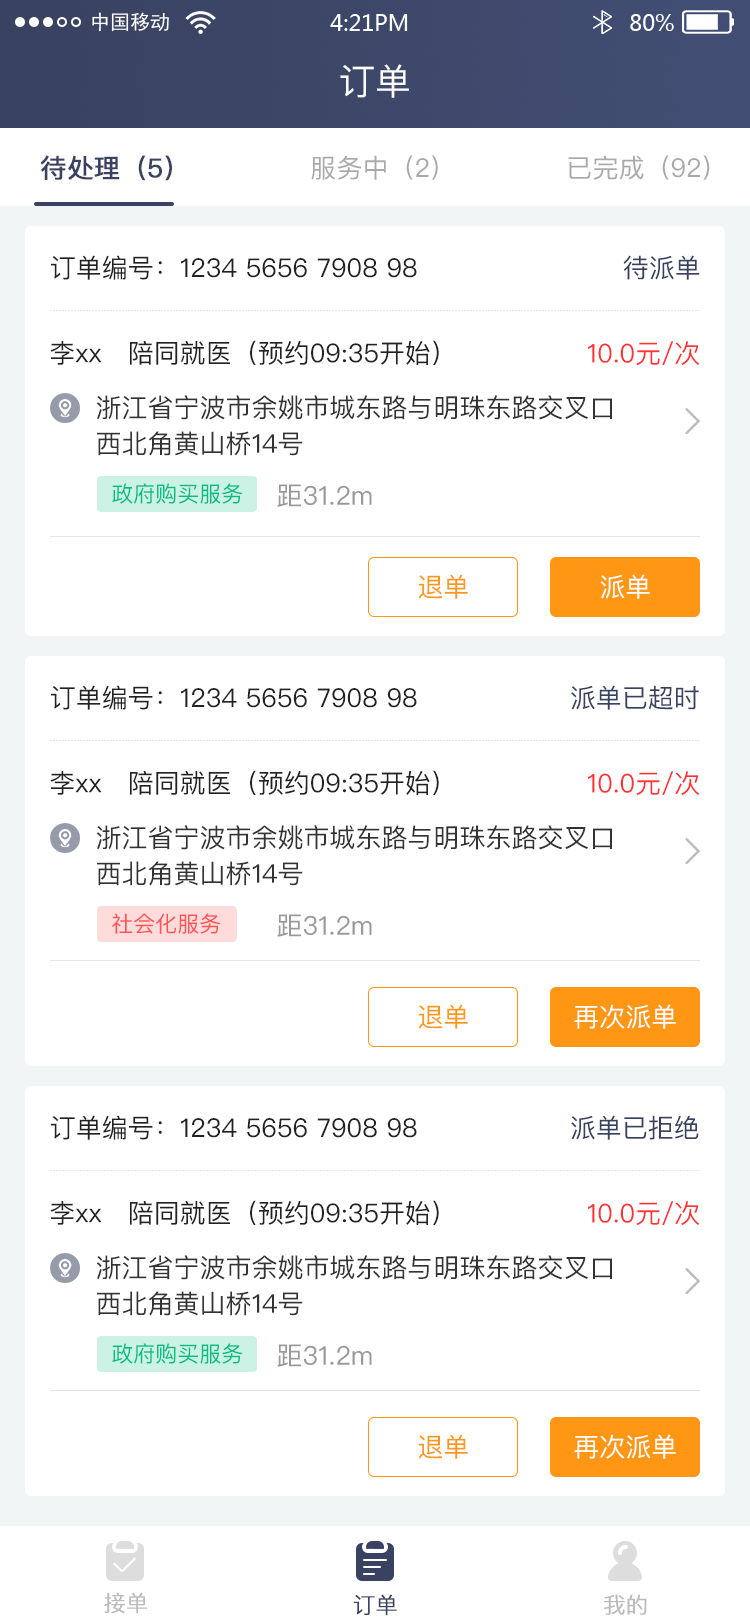 中国移动 4:21PM 80%
订单
待处理（5） 服务中（2） 已完成（92）
订单编号：1234 5656 7908 98 待派单
李xx 陪同就医（预约09:35开始） 10.0元/次
浙江省宁波市余姚市城东路与明珠东路交叉口
西北角黄山桥14号
政府购买服务 距31.2m
退单 派单
订单编号：1234 5656 7908 98 派单已超时
李xx 陪同就医（预约09:35开始） 10.0元/次
浙江省宁波市余姚市城东路与明珠东路交叉口
西北角黄山桥14号
社会化服务 距31.2m
退单 再次派单
订单编号：1234 5656 7908 98 派单已拒绝
李xx 陪同就医（预约09:35开始） 10.0元/次
浙江省宁波市余姚市城东路与明珠东路交叉口
西北角黄山桥14号
政府购买服务 距31.2m
退单 再次派单
接单 订单 我的